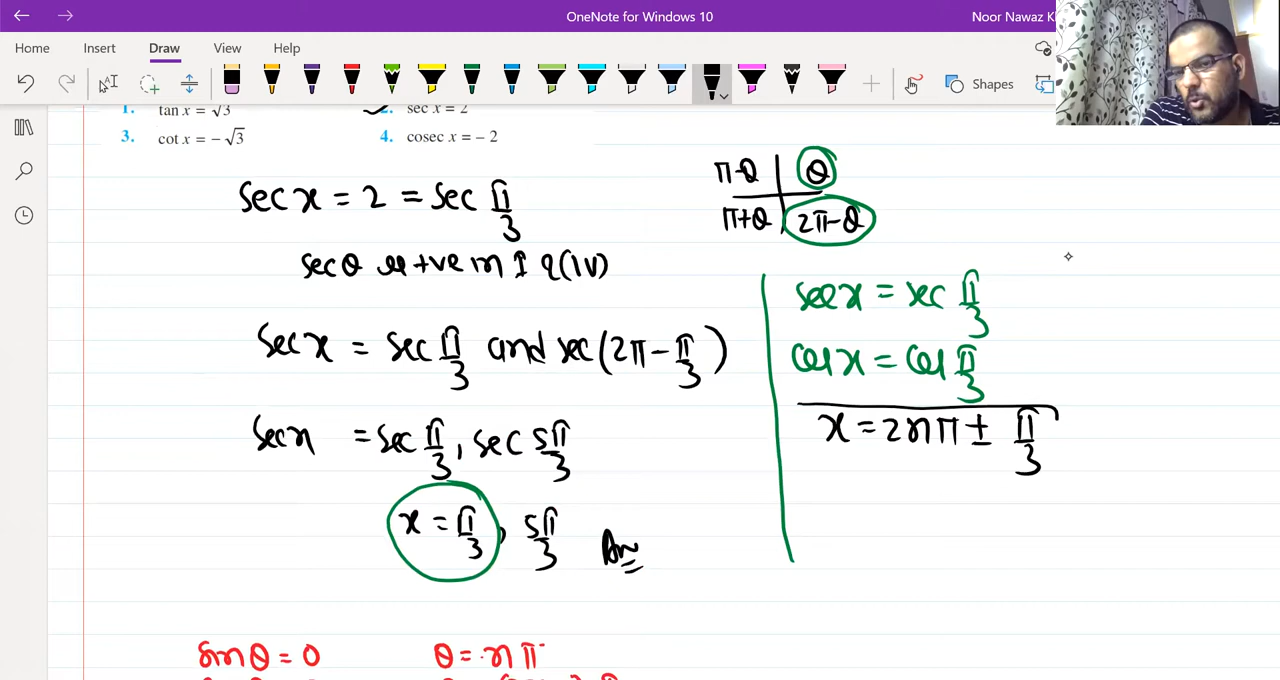 OneNote for Windows 10
Noor Nawaz
Home Insert Draw View Help
Shapes
1. tan x = √3 2. sec x = 2
3. cot x = – √3 4. cosec x = – 2
π-θ | θ
π+θ | 2π-θ
sec x = 2 = sec π/3
secθ +ve in I q (IV)
sec x = sec π/3 and sec (2π - π/3)
sec x = sec π/3, sec 5π/3
x = π/3, 5π/3 Ans
sec x = sec π/3
cos x = cos π/3
x = 2nπ ± π/3
sin θ = 0 θ = nπ